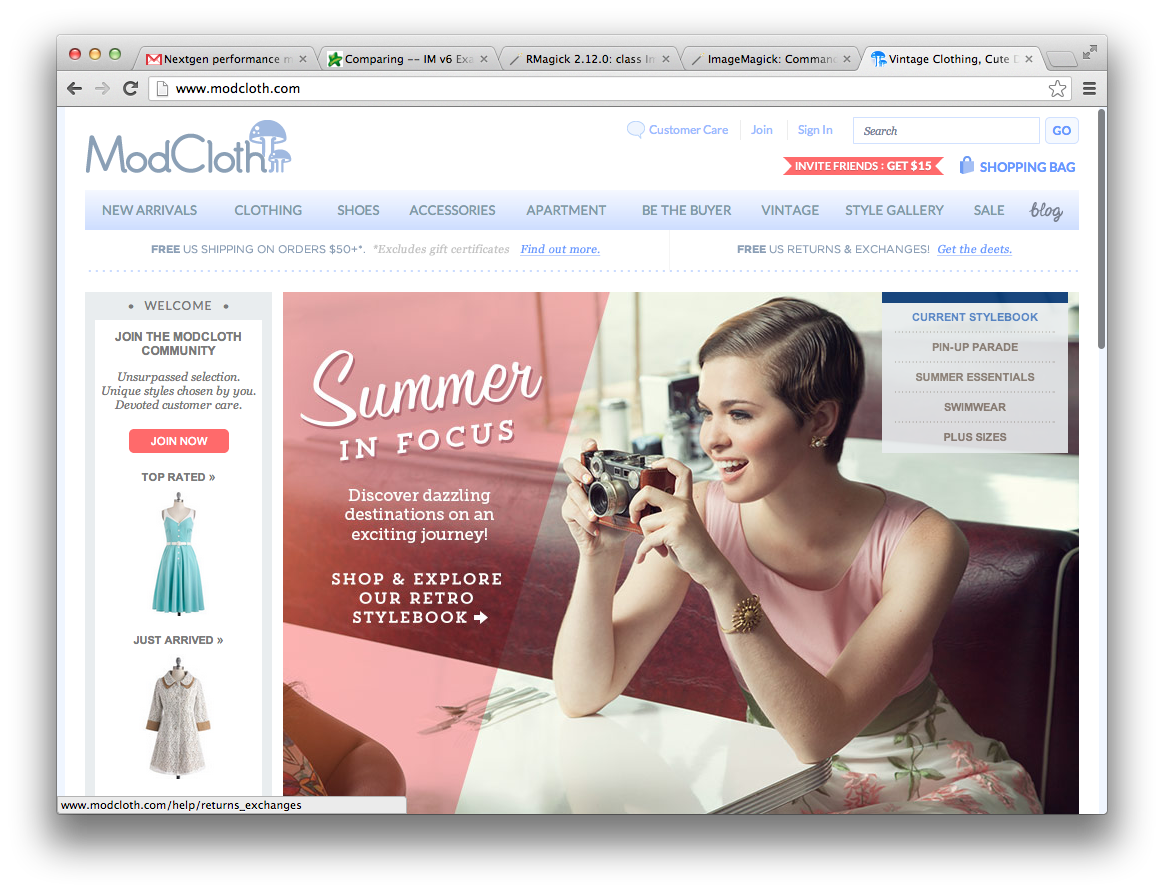 Nextgen performance m
Comparing -- IM v6 Exa
RMagick 2.12.0: class Im
ImageMagick: Comman
Vintage Clothing, Cute D
www.modcloth.com
ModCloth
Customer Care
Join
Sign In
Search
GO
INVITE FRIENDS : GET $15
SHOPPING BAG
NEW ARRIVALS
CLOTHING
SHOES
ACCESSORIES
APARTMENT
BE THE BUYER
VINTAGE
STYLE GALLERY
SALE
blog
FREE US SHIPPING ON ORDERS $50+*. *Excludes gift certificates Find out more.
FREE US RETURNS & EXCHANGES! Get the deets.
• WELCOME •
JOIN THE MODCLOTH
COMMUNITY
Unsurpassed selection.
Unique styles chosen by you.
Devoted customer care.
JOIN NOW
TOP RATED »
JUST ARRIVED »
Summer
IN FOCUS
Discover dazzling
destinations on an
exciting journey!
SHOP & EXPLORE
OUR RETRO
STYLEBOOK
CURRENT STYLEBOOK
PIN-UP PARADE
SUMMER ESSENTIALS
SWIMWEAR
PLUS SIZES
www.modcloth.com/help/returns_exchanges